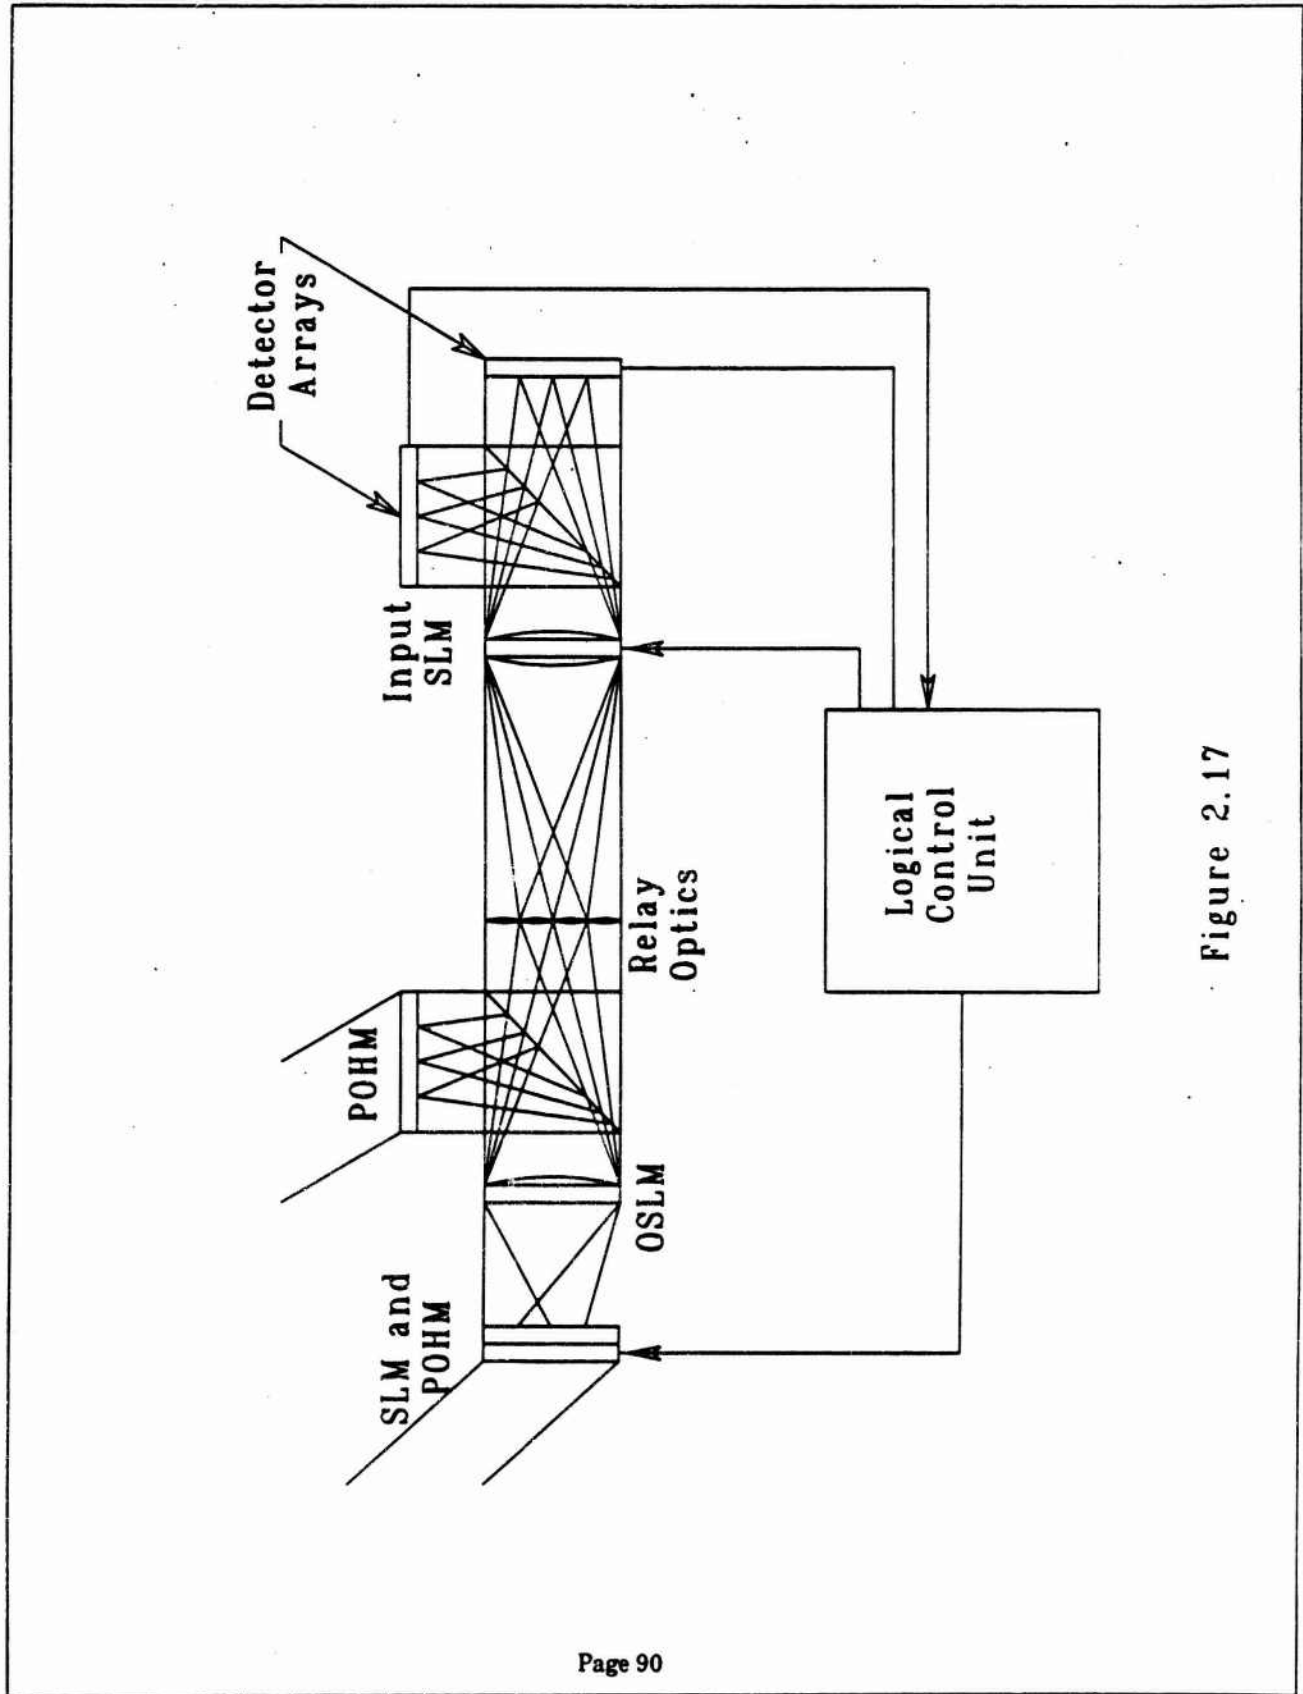 SLM and
POHM
POHM
OSLM
Relay
Optics
Input
SLM
Detector
Arrays
Logical
Control
Unit
Figure 2.17
Page 90